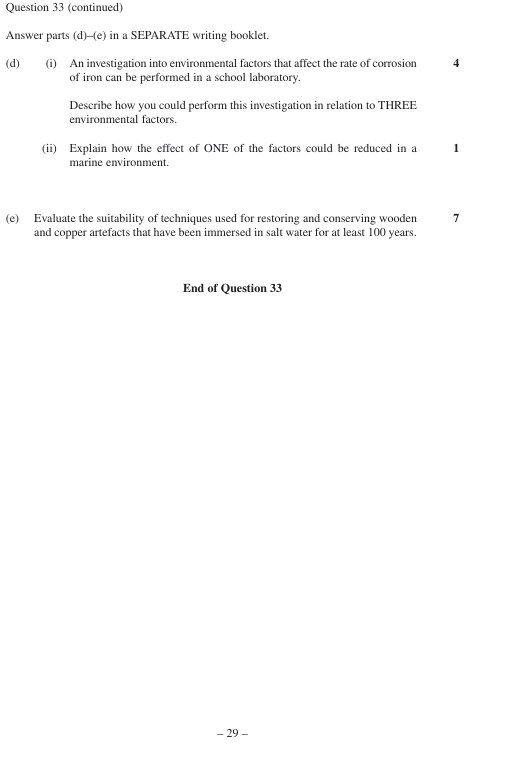 Question 33 (continued)
Answer parts (d)–(e) in a SEPARATE writing booklet.
(d) (i) An investigation into environmental factors that affect the rate of corrosion 4
of iron can be performed in a school laboratory.
Describe how you could perform this investigation in relation to THREE
environmental factors.
(ii) Explain how the effect of ONE of the factors could be reduced in a 1
marine environment.
(e) Evaluate the suitability of techniques used for restoring and conserving wooden 7
and copper artefacts that have been immersed in salt water for at least 100 years.
End of Question 33
– 29 –